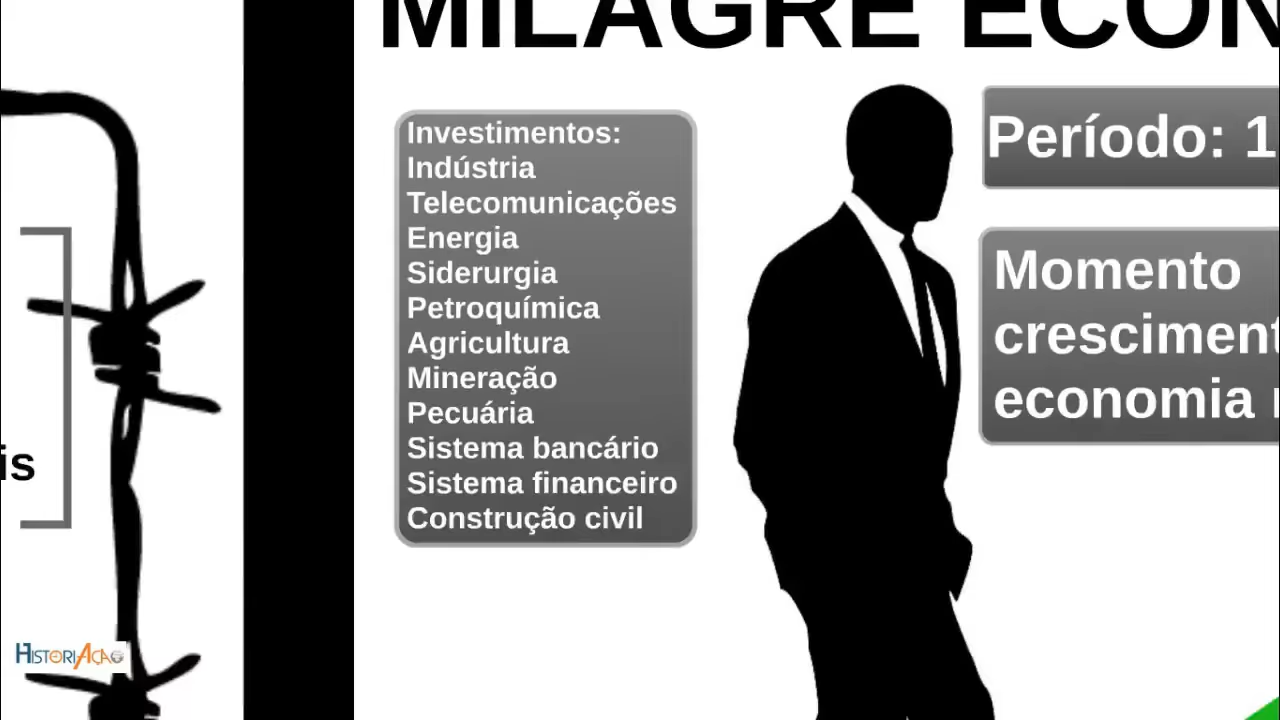 MILAGRE ECON
Investimentos:
Indústria
Telecomunicações
Energia
Siderurgia
Petroquímica
Agricultura
Mineração
Pecuária
Sistema bancário
Sistema financeiro
Construção civil
Período: 1
Momento
cresciment
economia
is
HISTORIAÇÃO